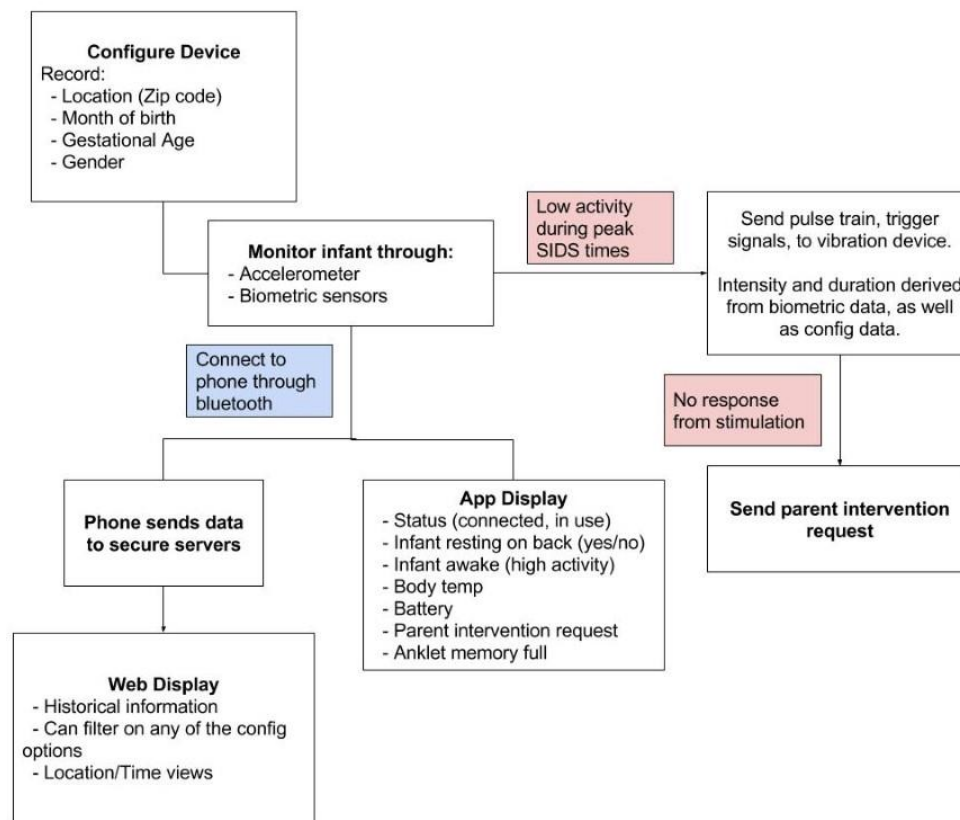 Configure Device
Record:
- Location (Zip code)
- Month of birth
- Gestational Age
- Gender
Monitor infant through:
- Accelerometer
- Biometric sensors
Low activity
during peak
SIDS times
Send pulse train, trigger
signals, to vibration device.
Intensity and duration derived
from biometric data, as well
as config data.
Connect to
phone through
bluetooth
No response
from stimulation
Send parent intervention
request
Phone sends data
to secure servers
App Display
- Status (connected, in use)
- Infant resting on back (yes/no)
- Infant awake (high activity)
- Body temp
- Battery
- Parent intervention request
- Anklet memory full
Web Display
- Historical information
- Can filter on any of the config
options
- Location/Time views